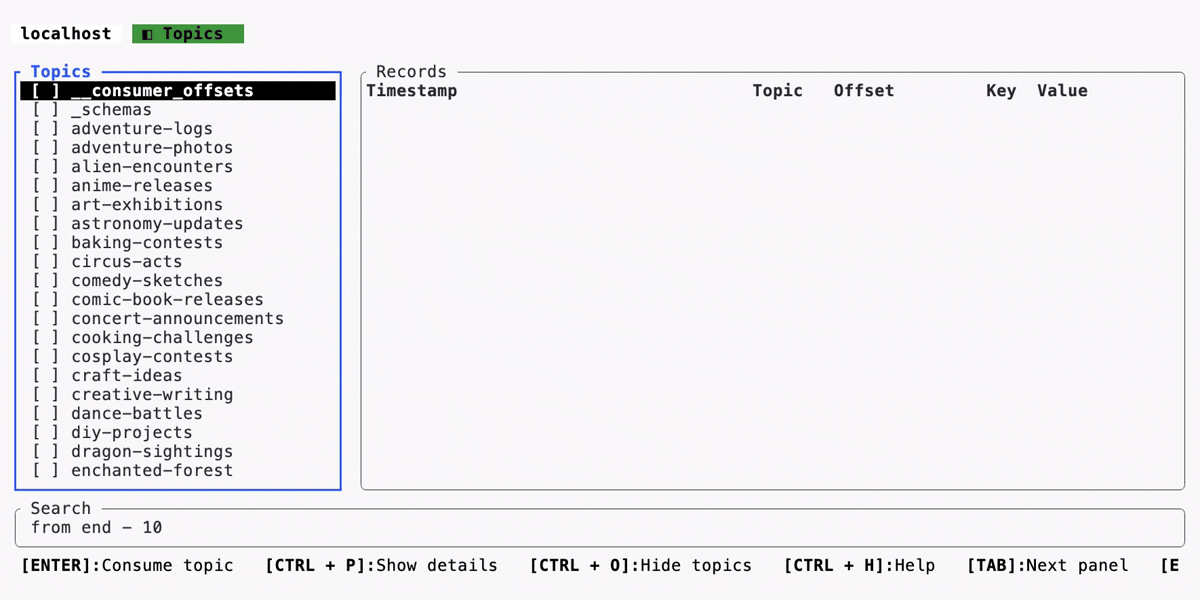 localhost Topics
Topics
[ ] __consumer_offsets
[ ] _schemas
[ ] adventure-logs
[ ] adventure-photos
[ ] alien-encounters
[ ] anime-releases
[ ] art-exhibitions
[ ] astronomy-updates
[ ] baking-contests
[ ] circus-acts
[ ] comedy-sketches
[ ] comic-book-releases
[ ] concert-announcements
[ ] cooking-challenges
[ ] cosplay-contests
[ ] craft-ideas
[ ] creative-writing
[ ] dance-battles
[ ] diy-projects
[ ] dragon-sightings
[ ] enchanted-forest
Records
Timestamp Topic Offset Key Value
Search
from end - 10
[ENTER]:Consume topic [CTRL + P]:Show details [CTRL + O]:Hide topics [CTRL + H]:Help [TAB]:Next panel [E